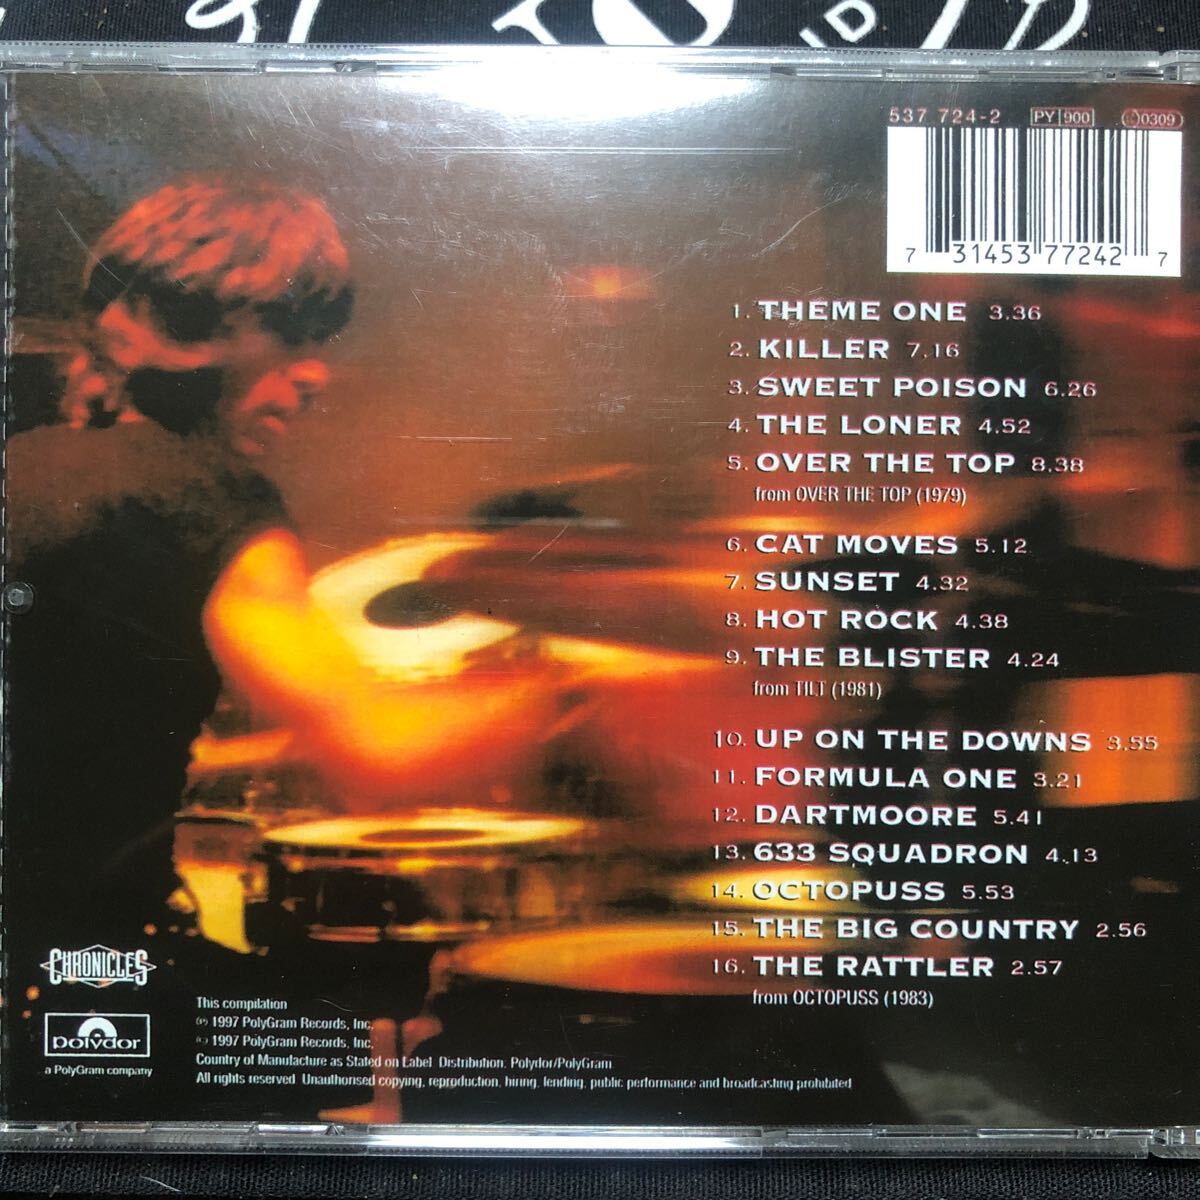 537 724-2 PY 900 0309
7 31453 77242 7
1. THEME ONE 3.36
2. KILLER 7.16
3. SWEET POISON 6.26
4. THE LONER 4.52
5. OVER THE TOP 8.38
from OVER THE TOP (1979)
6. CAT MOVES 5.12
7. SUNSET 4.32
8. HOT ROCK 4.38
9. THE BLISTER 4.24
from TILT (1981)
10. UP ON THE DOWNS 3.55
11. FORMULA ONE 3.21
12. DARTMOORE 5.41
13. 633 SQUADRON 4.13
14. OCTOPUSS 5.53
15. THE BIG COUNTRY 2.56
16. THE RATTLER 2.57
from OCTOPUSS (1983)
CHRONICLES
polydor
a PolyGram company
This compilation
℗ 1997 PolyGram Records, Inc.
© 1997 PolyGram Records, Inc.
Country of Manufacture as Stated on Label. Distribution: Polydor/PolyGram
All rights reserved. Unauthorised copying, reproduction, hiring, lending, public performance and broadcasting prohibited